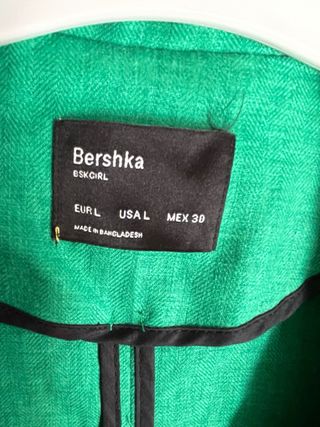 Bershka
BSKGIRL
EUR L USA L MEX 30
MADE IN BANGLADESH